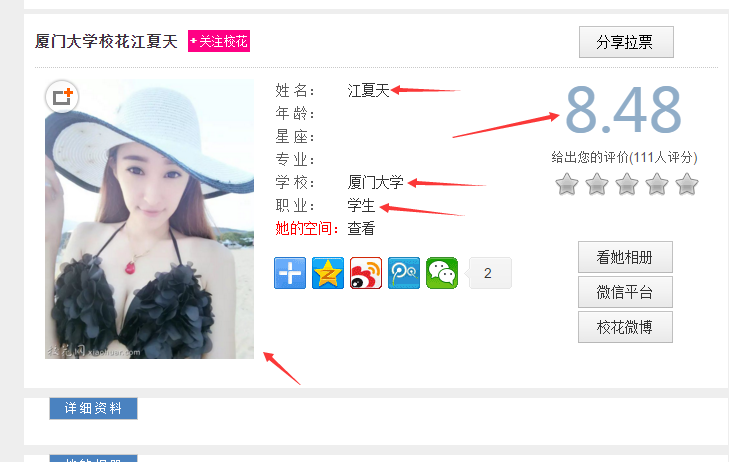 厦门大学校花江夏天 +关注校花 分享拉票
姓 名： 江夏天
年 龄：
星 座：
专 业：
学 校： 厦门大学
职 业： 学生
她的空间： 查看
8.48
给出您的评价(111人评分)
2
看她相册
微信平台
校花微博
校花网 xiaohuar.com
详细资料
她的相册